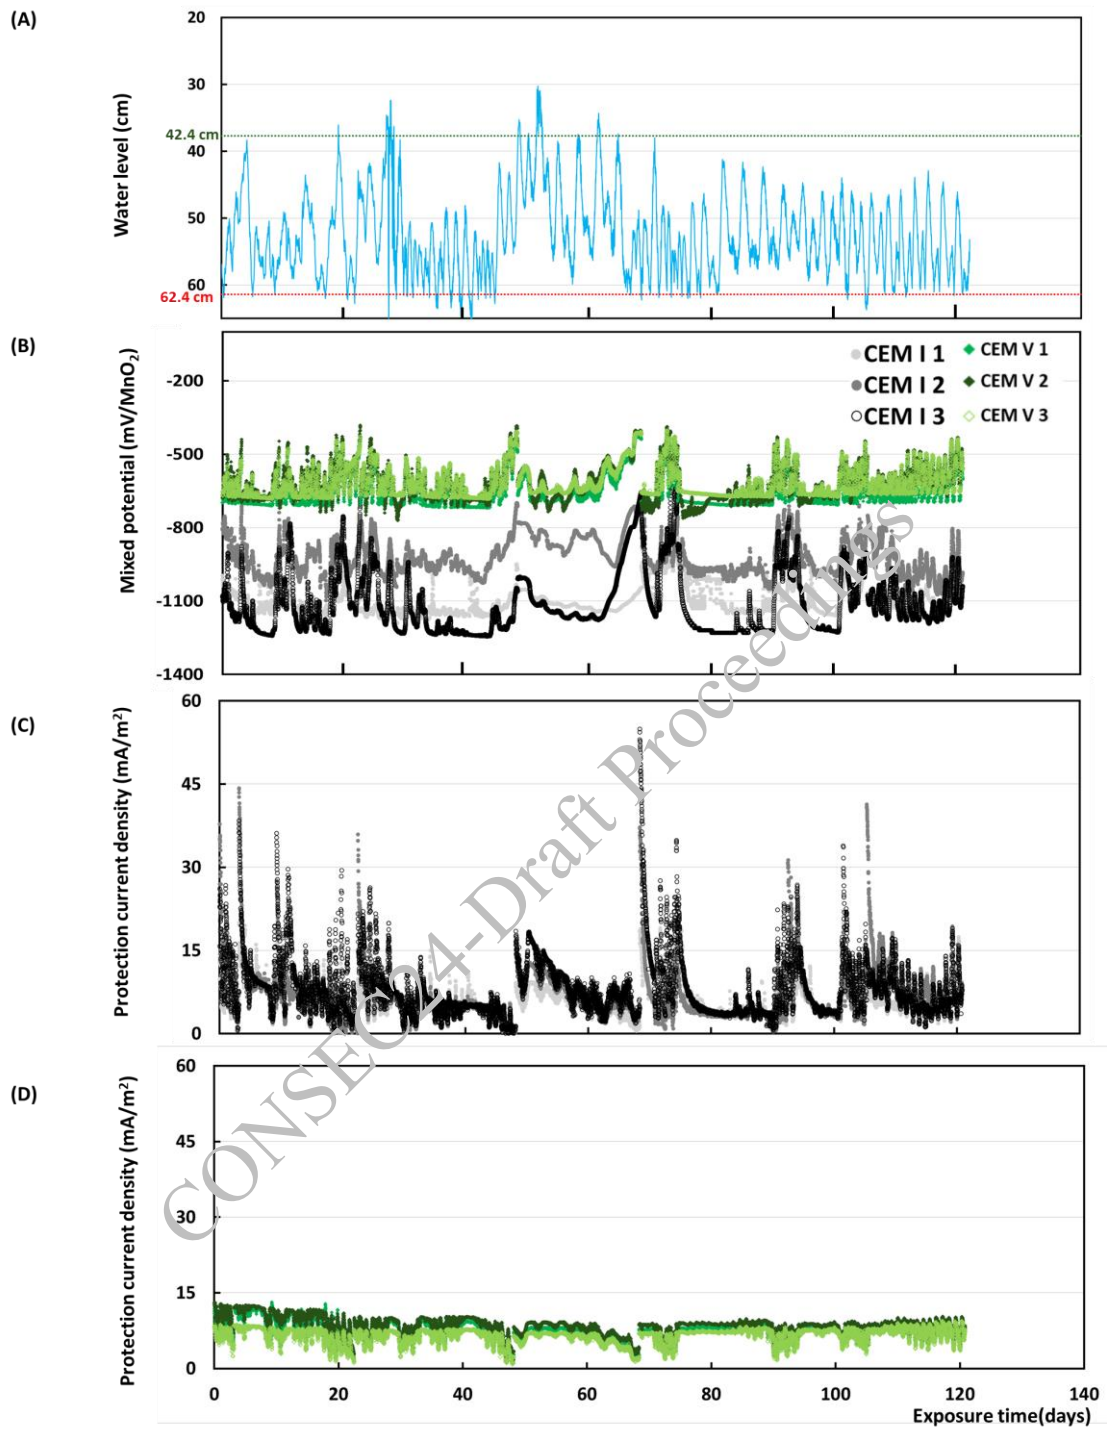 (A)
Water level (cm)
20
30
42.4 cm
40
50
60
62.4 cm
(B)
Mixed potential (mV/MnO₂)
-200
-500
-800
-1100
-1400
CEM I 1
CEM V 1
CEM I 2
CEM V 2
CEM I 3
CEM V 3
(C)
Protection current density (mA/m²)
60
45
30
15
0
(D)
Protection current density (mA/m²)
60
45
30
15
0
0 20 40 60 80 100 120 140
Exposure time(days)
CONSEC24-Draft Proceedings